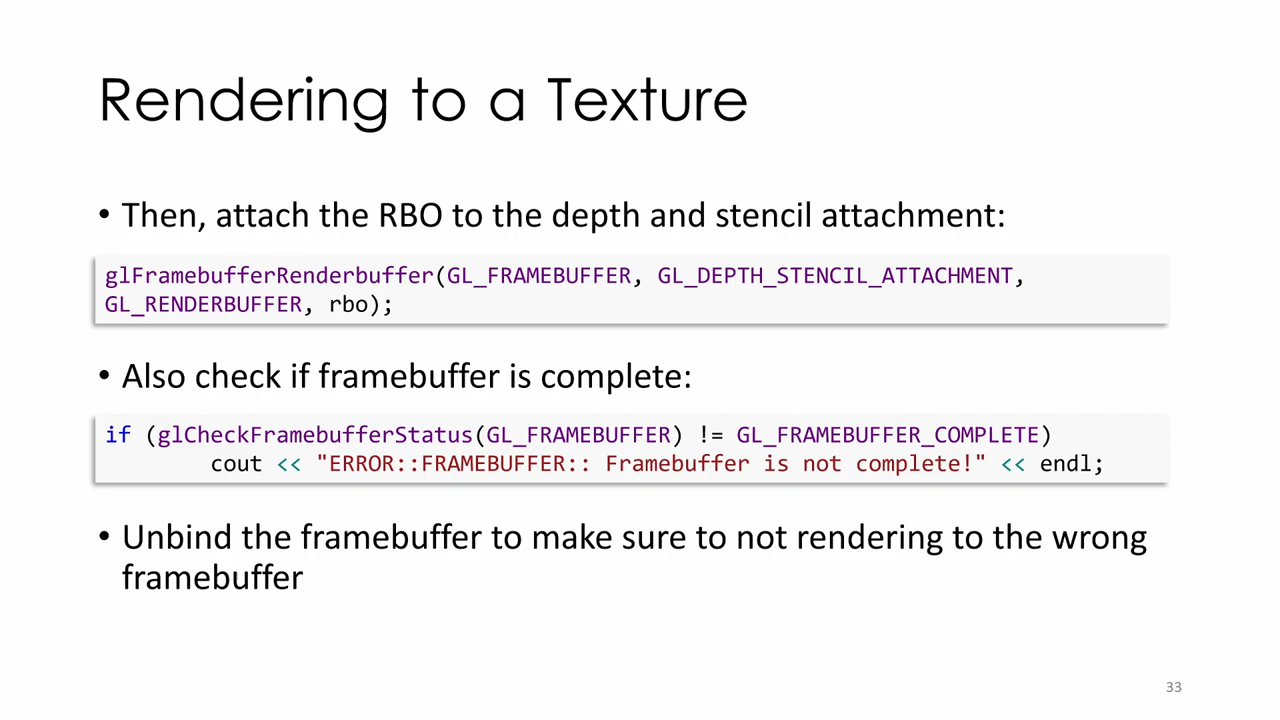 Rendering to a Texture
• Then, attach the RBO to the depth and stencil attachment:
glFramebufferRenderbuffer(GL_FRAMEBUFFER, GL_DEPTH_STENCIL_ATTACHMENT,
GL_RENDERBUFFER, rbo);
• Also check if framebuffer is complete:
if (glCheckFramebufferStatus(GL_FRAMEBUFFER) != GL_FRAMEBUFFER_COMPLETE)
        cout << "ERROR::FRAMEBUFFER:: Framebuffer is not complete!" << endl;
• Unbind the framebuffer to make sure to not rendering to the wrong
framebuffer
33